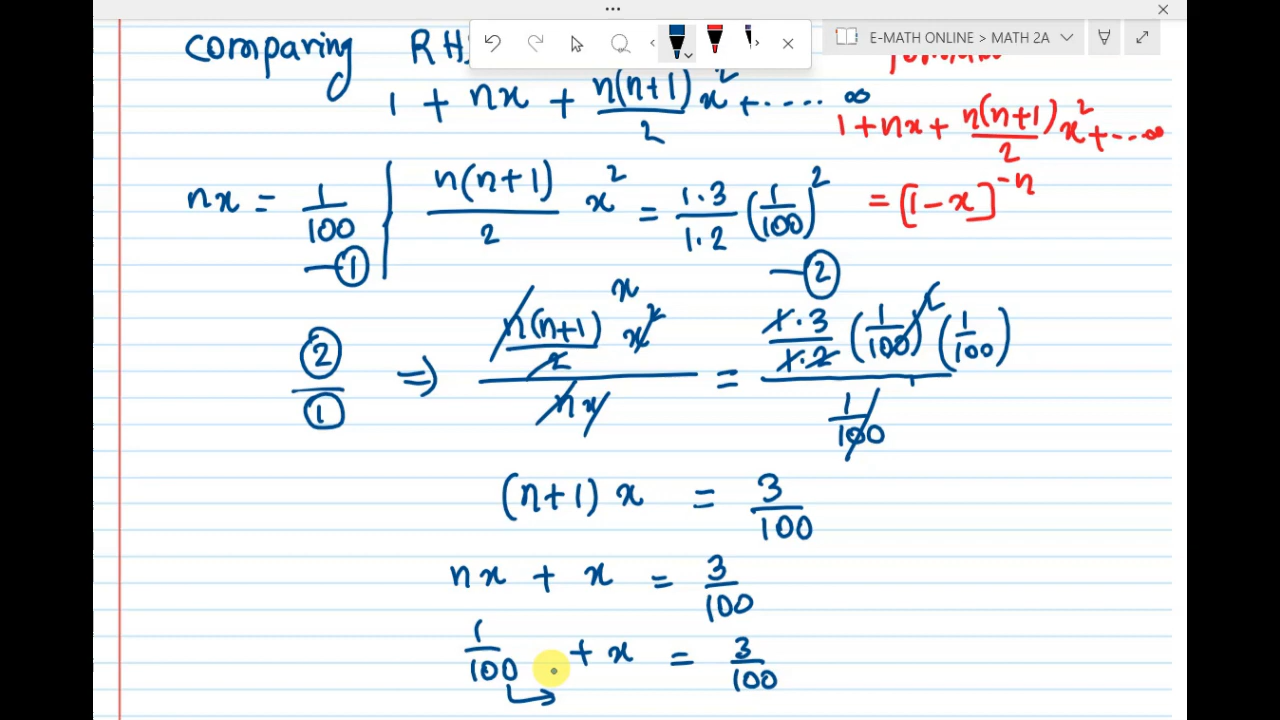 E-MATH ONLINE > MATH 2A
comparing
1 + nx + n(n+1)/2 x² + ..... ∞
1 + nx + n(n+1)/2 x² + ... ∞
= [1 - x]^-n
nx = 1/100 — ①
n(n+1)/2 x² = 1.3/1.2 (1/100)² — ②
②/① ⇒ n(n+1)/2 x² x / nx = 1.3/1.2 (1/100)² (1/100) / 1/100
(n+1) x = 3/100
nx + x = 3/100
1/100 + x = 3/100